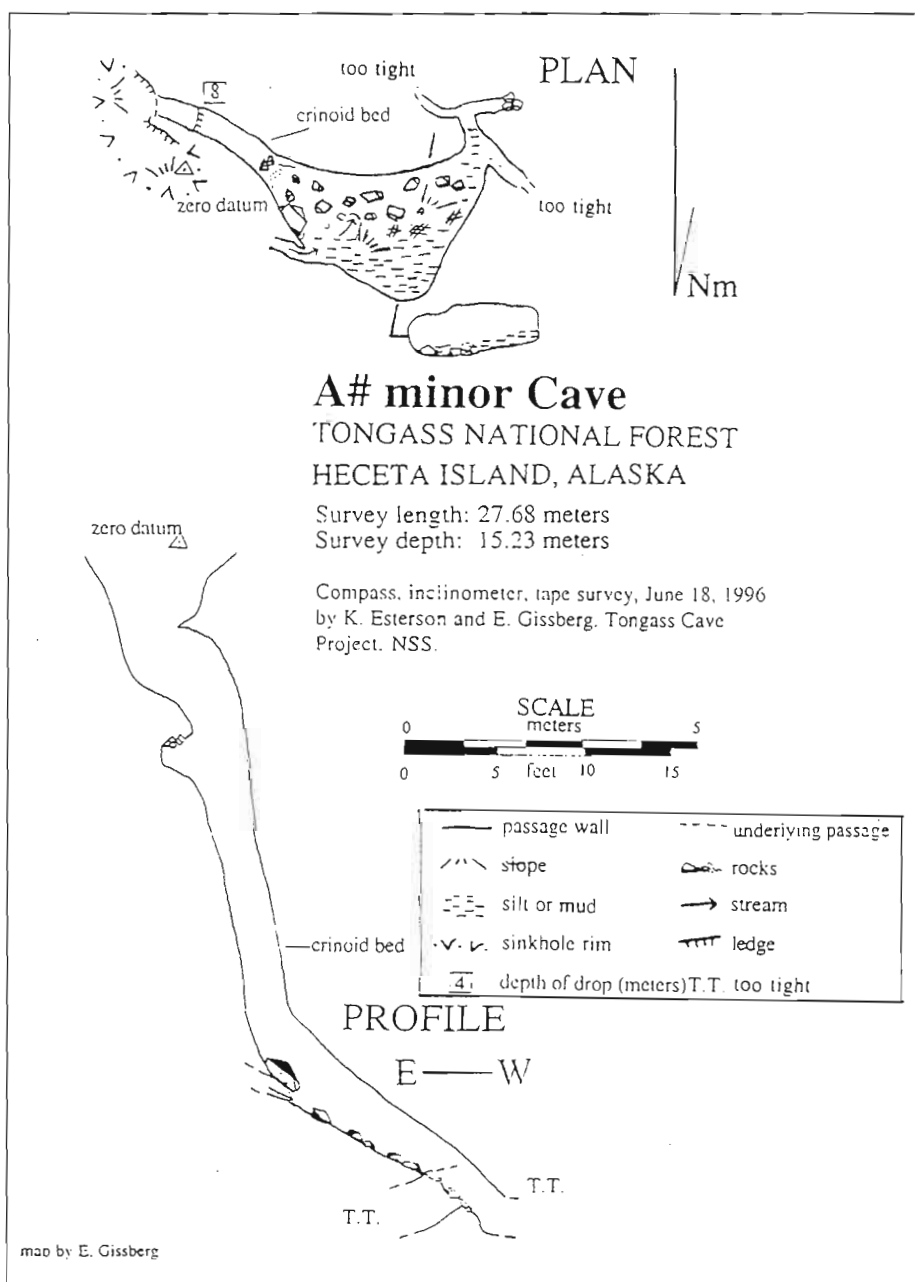 PLAN
too tight
8
crinoid bed
zero datum
too tight
Nm
A# minor Cave
TONGASS NATIONAL FOREST
HECETA ISLAND, ALASKA
Survey length: 27.68 meters
Survey depth: 15.23 meters
zero datum
Compass, inclinometer, tape survey, June 18, 1996
by K. Esterson and E. Gissberg. Tongass Cave
Project. NSS.
SCALE
meters
0 5
0 5 feet 10 15
passage wall
underlying passage
slope
rocks
silt or mud
stream
sinkhole rim
ledge
4 depth of drop (meters)
T.T. too tight
crinoid bed
PROFILE
E W
T.T.
T.T.
map by E. Gissberg